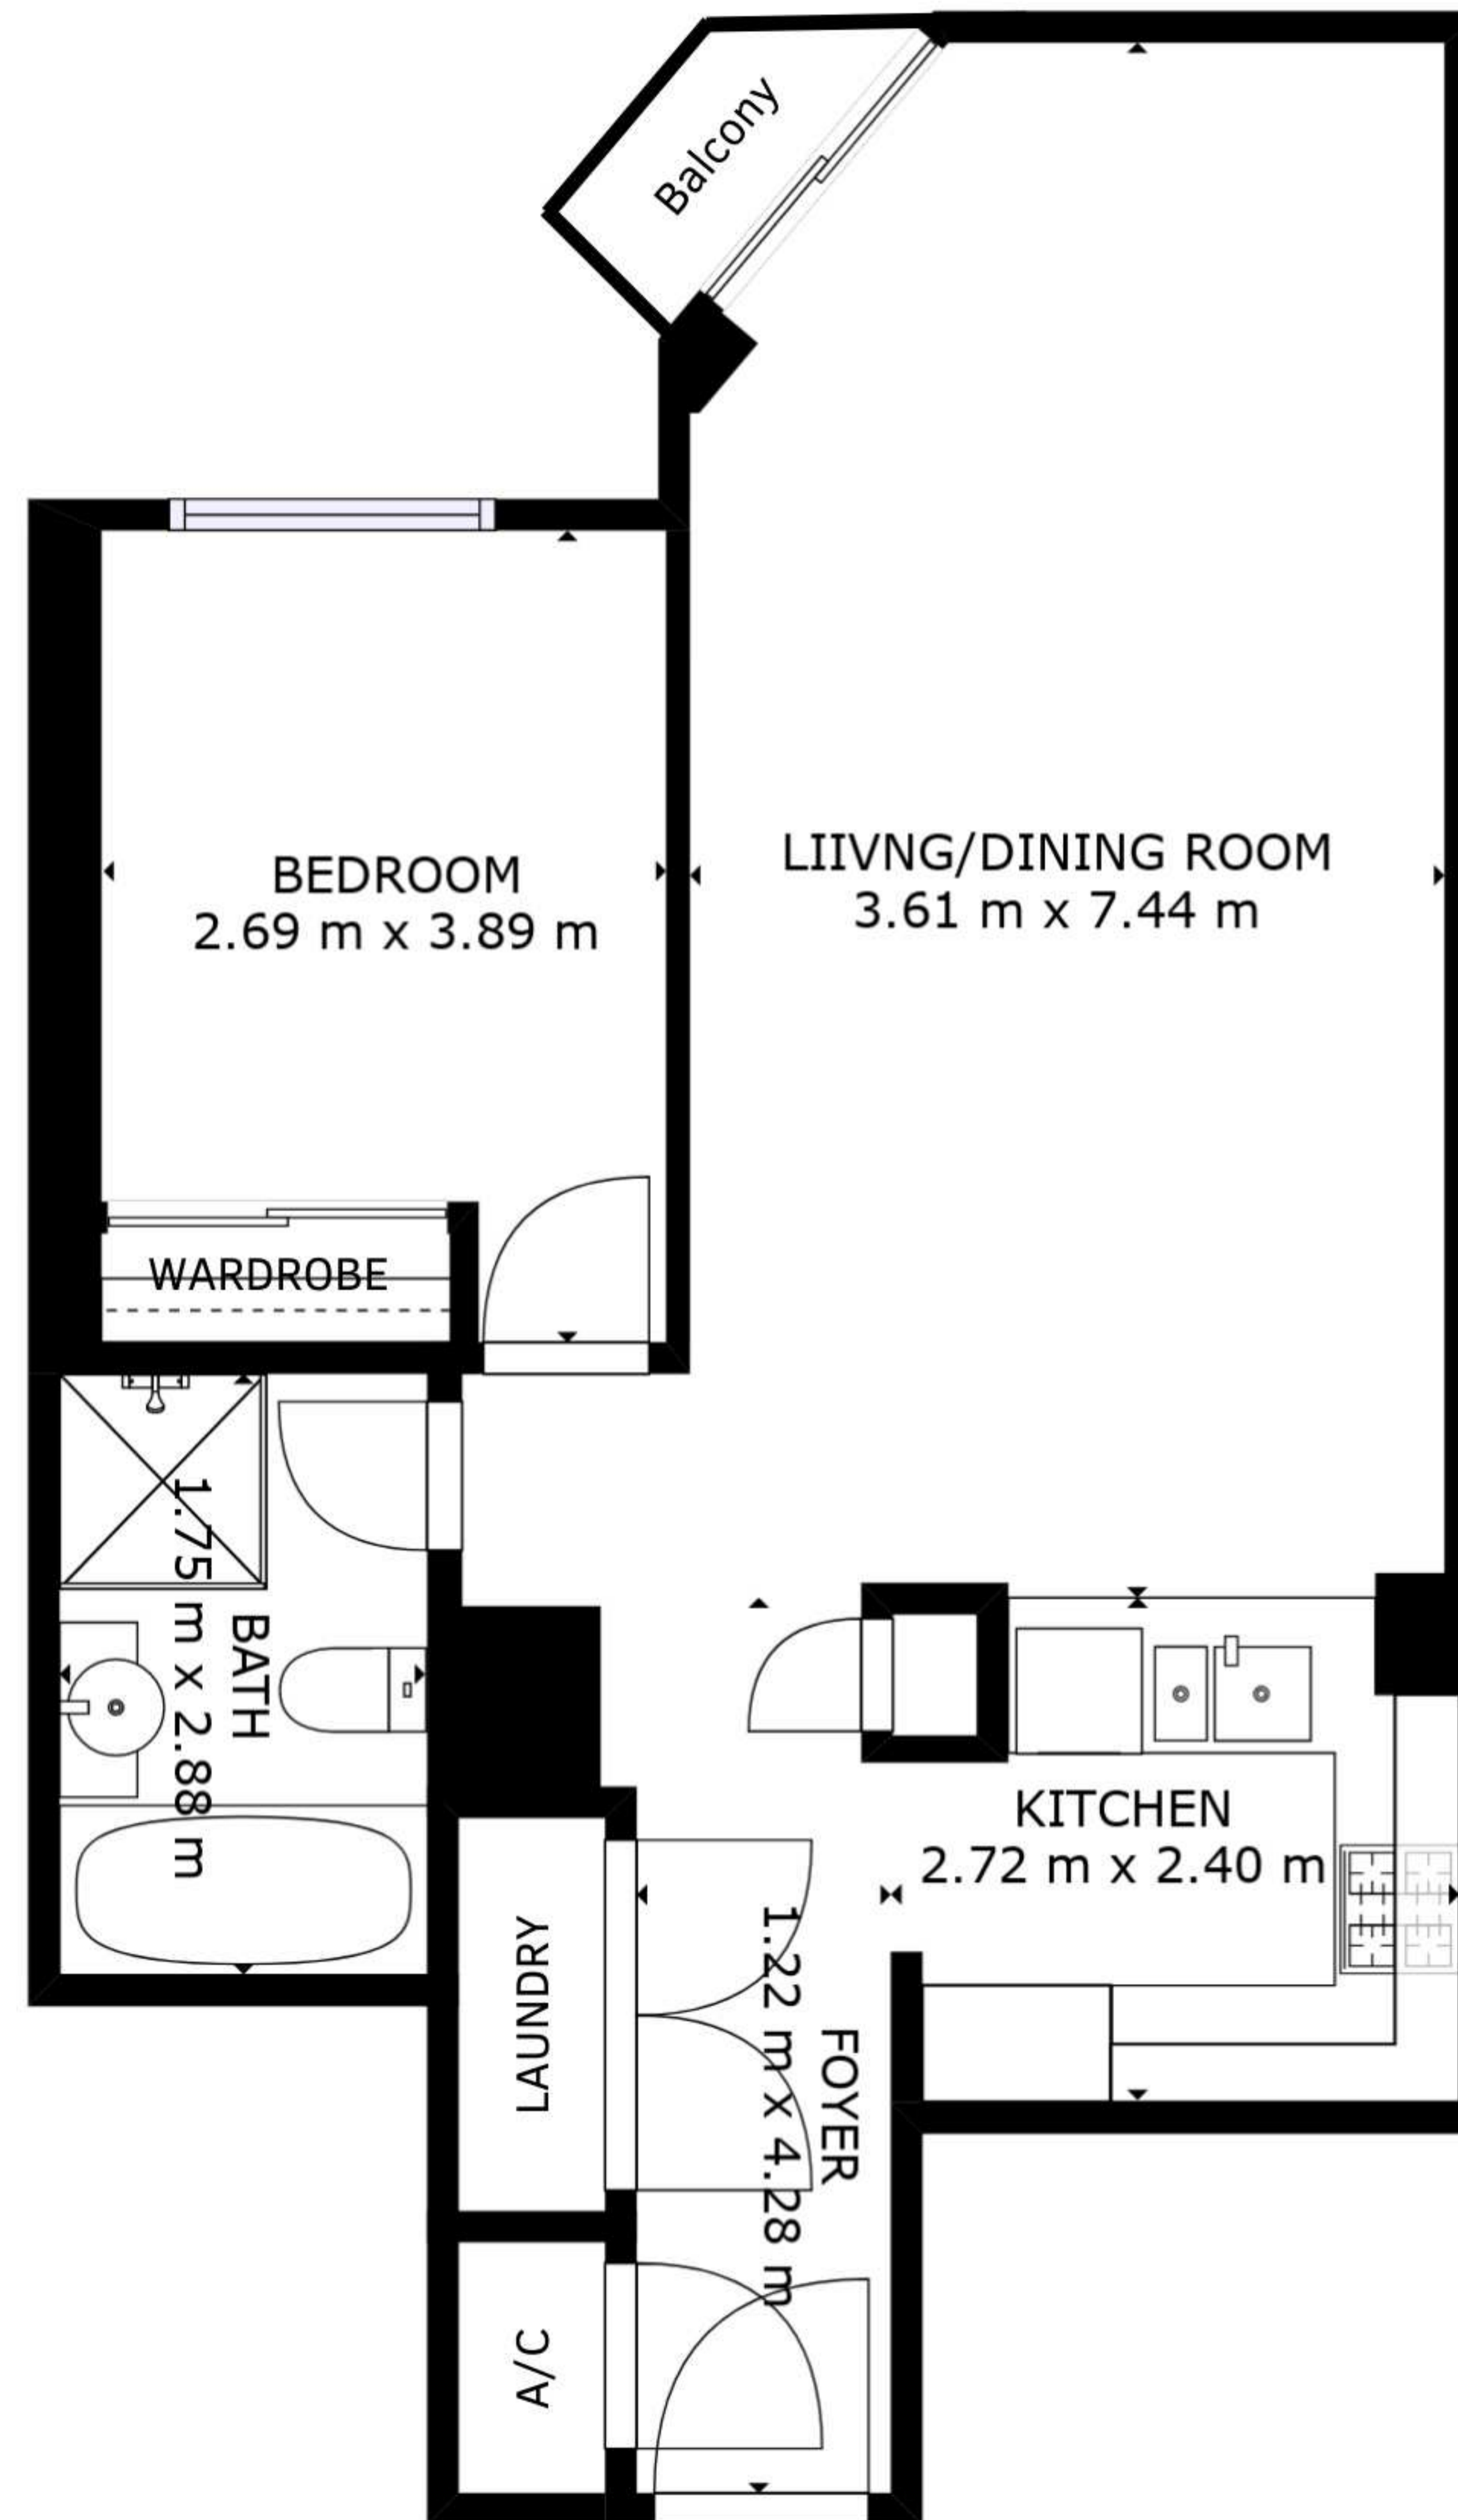 Balcony
LIIVNG/DINING ROOM
3.61 m x 7.44 m
BEDROOM
2.69 m x 3.89 m
WARDROBE
BATH
1.75 m x 2.88 m
KITCHEN
2.72 m x 2.40 m
LAUNDRY
FOYER
1.22 m x 4.28 m
A/C